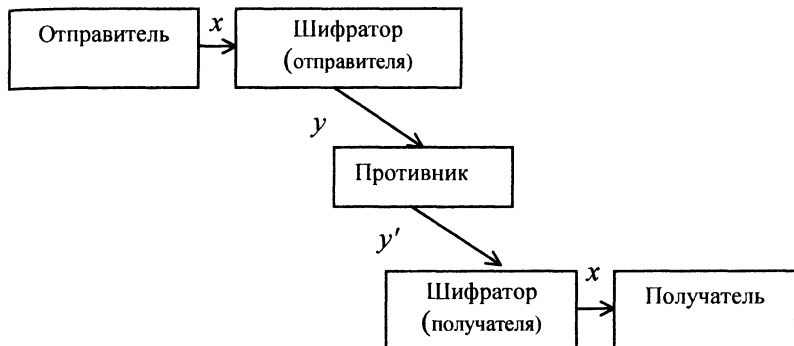 Отправитель
x
Шифратор
(отправителя)
y
Противник
y'
Шифратор
(получателя)
x
Получатель